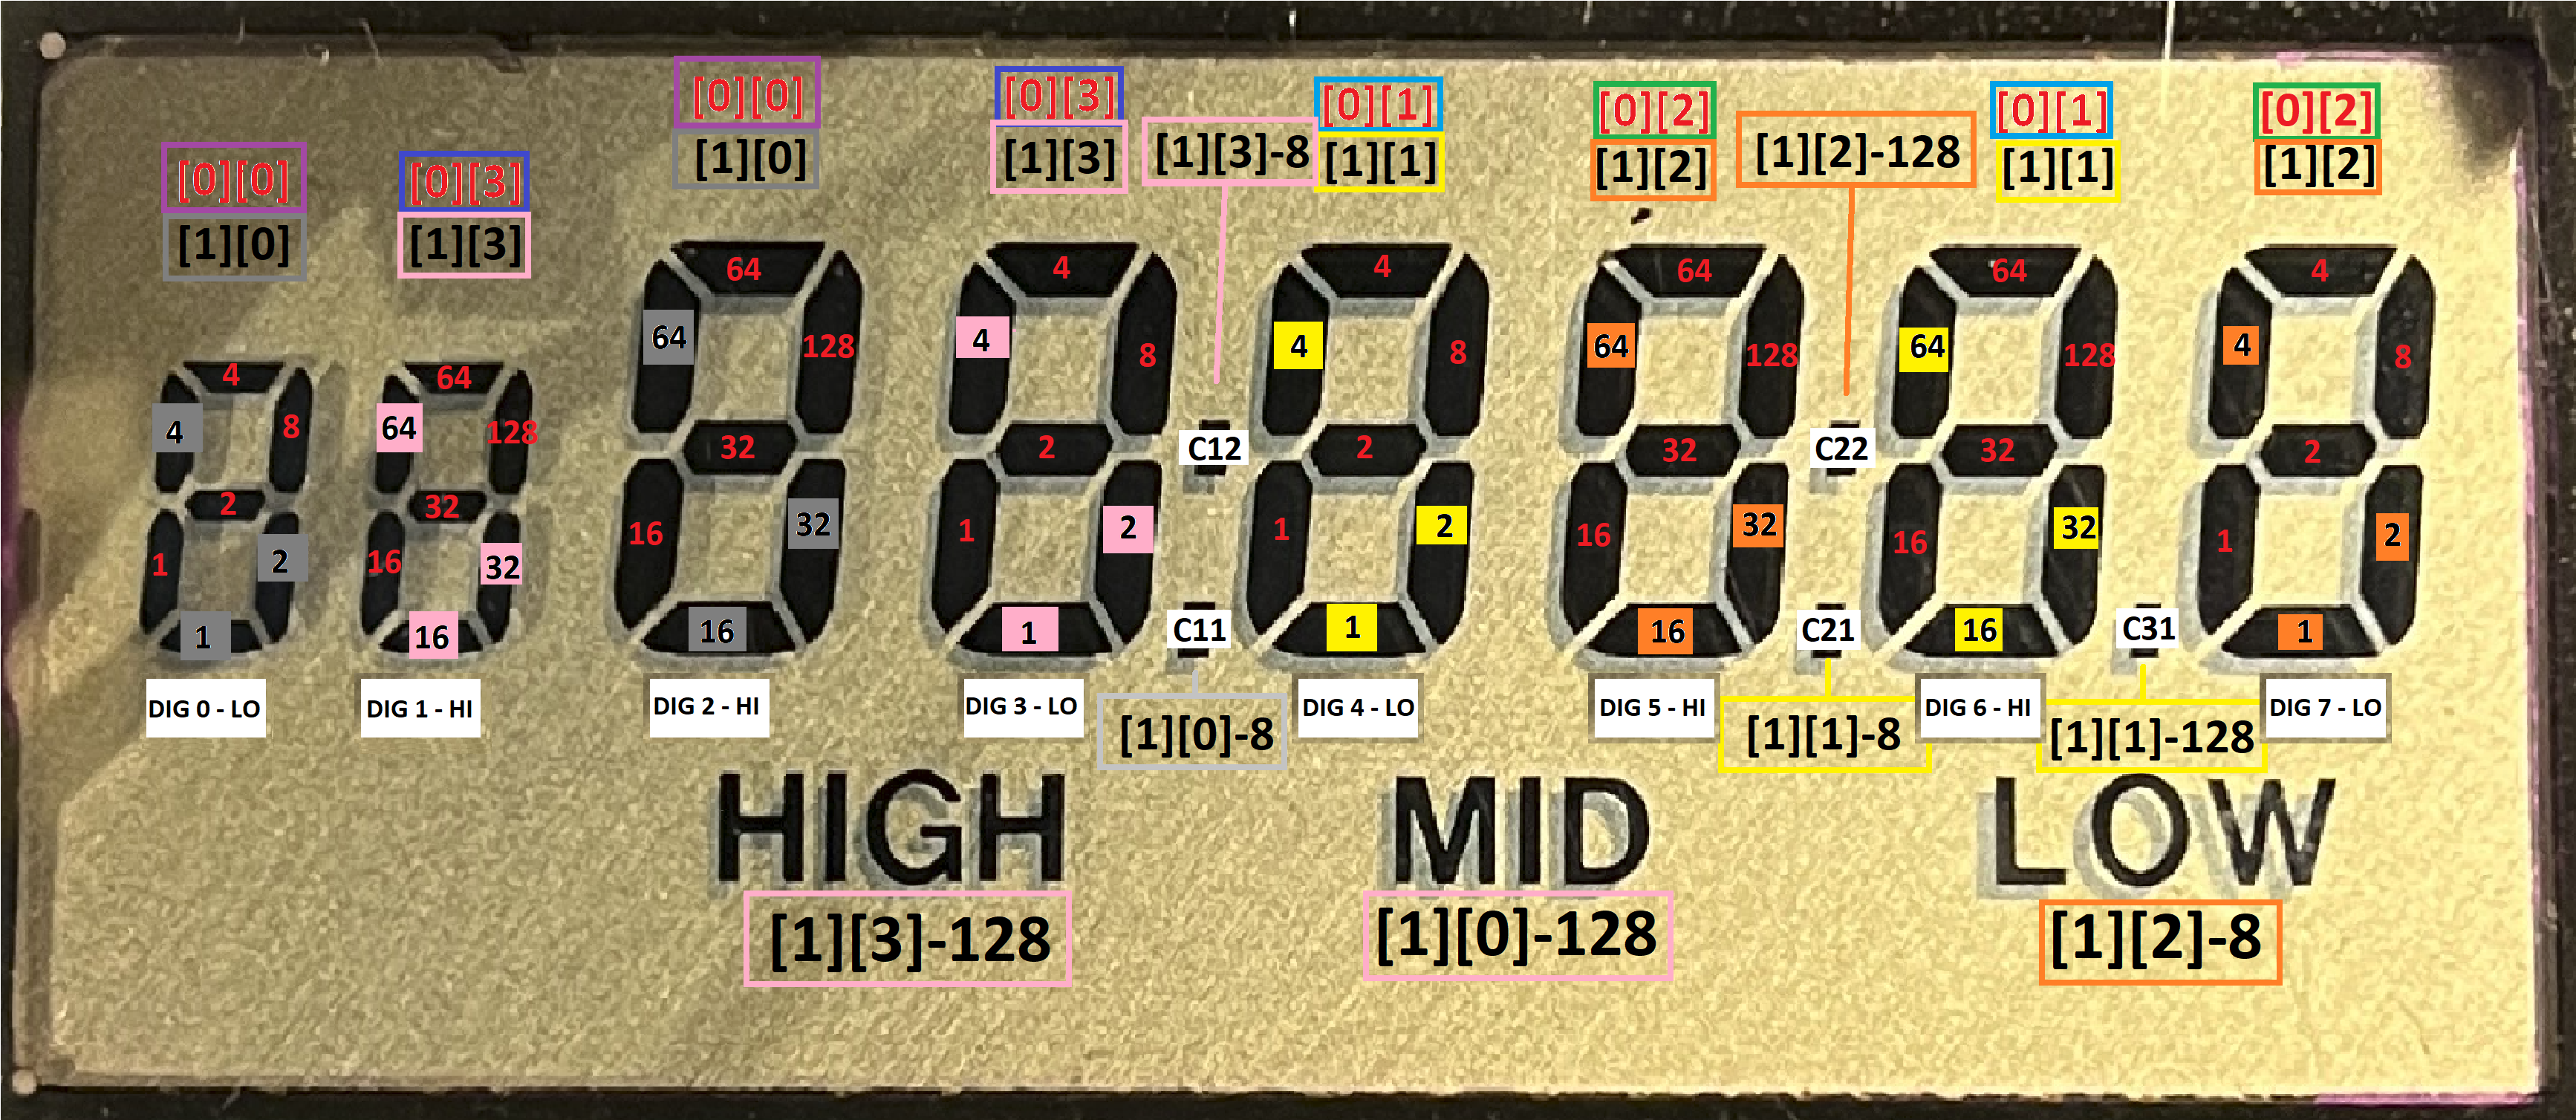 [0][0] [0][3] [0][1] [0][2] [0][1] [0][2]
[1][0] [1][3] [1][3]-8 [1][1] [1][2] [1][2]-128 [1][1] [1][2]
[0][0] [0][3]
[1][0] [1][3]
64 4 4 64 64 4
64 128 4 8 4 8 64 128 64 128 4 8
4 64
4 8 64 128
32 2 C12 2 32 C22 32 2
2 32
16 32 1 2 1 2 16 32 16 32 1 2
1 2 16 32
1 16 16 1 C11 1 16 C21 16 C31 1
DIG 0 - LO DIG 1 - HI DIG 2 - HI DIG 3 - LO DIG 4 - LO DIG 5 - HI DIG 6 - HI DIG 7 - LO
[1][0]-8 [1][1]-8 [1][1]-128
HIGH MID LOW
[1][3]-128 [1][0]-128 [1][2]-8